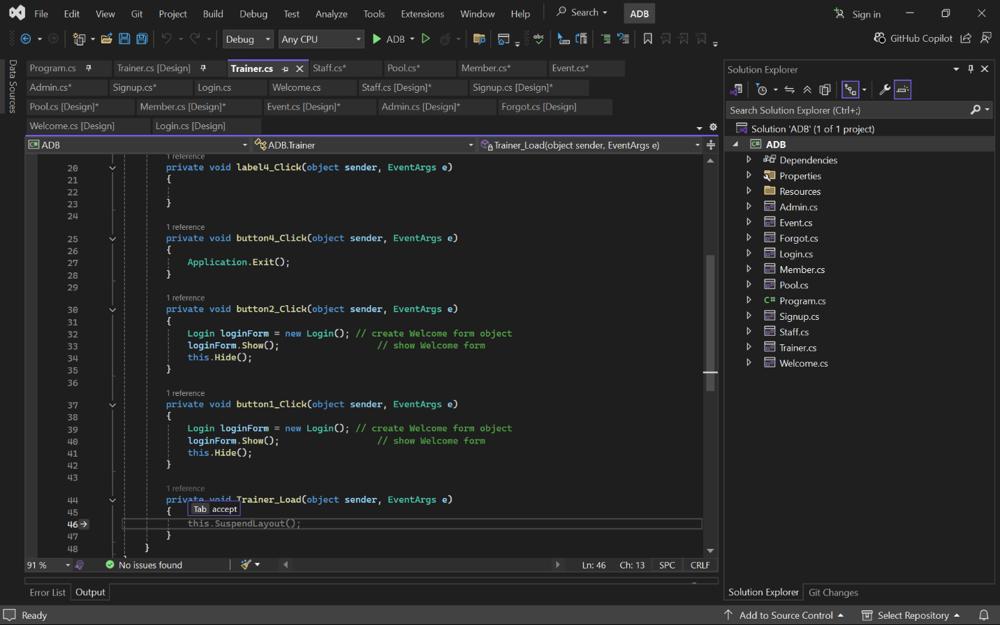 File Edit View Git Project Build Debug Test Analyze Tools Extensions Window Help Search ADB Sign in
Debug Any CPU ADB abc GitHub Copilot
Data Sources
Program.cs Trainer.cs [Design] Trainer.cs Staff.cs* Pool.cs* Member.cs* Event.cs*
Admin.cs* Signup.cs* Login.cs Welcome.cs Staff.cs [Design]* Signup.cs [Design]*
Pool.cs [Design]* Member.cs [Design]* Event.cs [Design]* Admin.cs [Design]* Forgot.cs [Design]
Welcome.cs [Design] Login.cs [Design]
C# ADB ADB.Trainer Trainer_Load(object sender, EventArgs e)
1 reference
20 private void label4_Click(object sender, EventArgs e)
21 {
22
23 }
24
1 reference
25 private void button4_Click(object sender, EventArgs e)
26 {
27 Application.Exit();
28 }
29
1 reference
30 private void button2_Click(object sender, EventArgs e)
31 {
32 Login loginForm = new Login(); // create Welcome form object
33 loginForm.Show(); // show Welcome form
34 this.Hide();
35 }
36
1 reference
37 private void button1_Click(object sender, EventArgs e)
38 {
39 Login loginForm = new Login(); // create Welcome form object
40 loginForm.Show(); // show Welcome form
41 this.Hide();
42 }
43
1 reference
44 private void Trainer_Load(object sender, EventArgs e)
45 {
Tab accept
46 this.SuspendLayout();
47 }
48 }
91 % No issues found Ln: 46 Ch: 13 SPC CRLF
Error List Output
Solution Explorer
Search Solution Explorer (Ctrl+;)
Solution 'ADB' (1 of 1 project)
C# ADB
Dependencies
Properties
Resources
Admin.cs
Event.cs
Forgot.cs
Login.cs
Member.cs
Pool.cs
C# Program.cs
Signup.cs
Staff.cs
Trainer.cs
Welcome.cs
Solution Explorer Git Changes
Ready Add to Source Control Select Repository